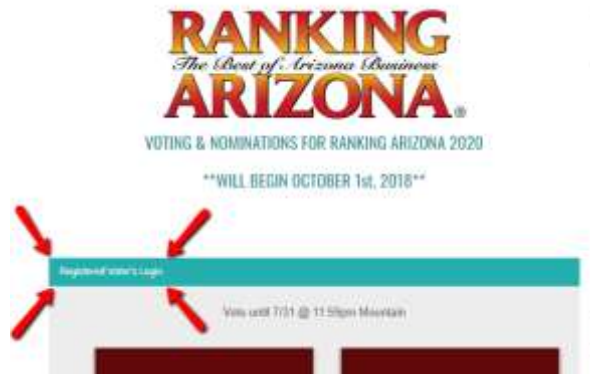 RANKING
The Best of Arizona Business
ARIZONA®
VOTING & NOMINATIONS FOR RANKING ARIZONA 2020
**WILL BEGIN OCTOBER 1st, 2018**
Registered Voter's Login
Vote until 7/31 @ 11:59pm Mountain